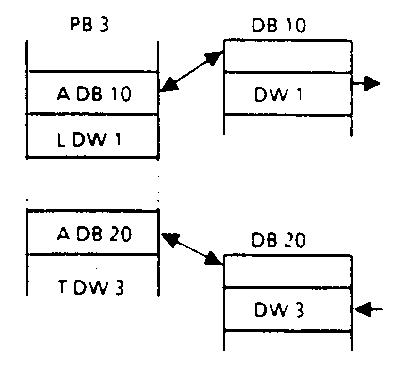 PB 3
DB 10
A DB 10
DW 1
L DW 1
A DB 20
DB 20
T DW 3
DW 3